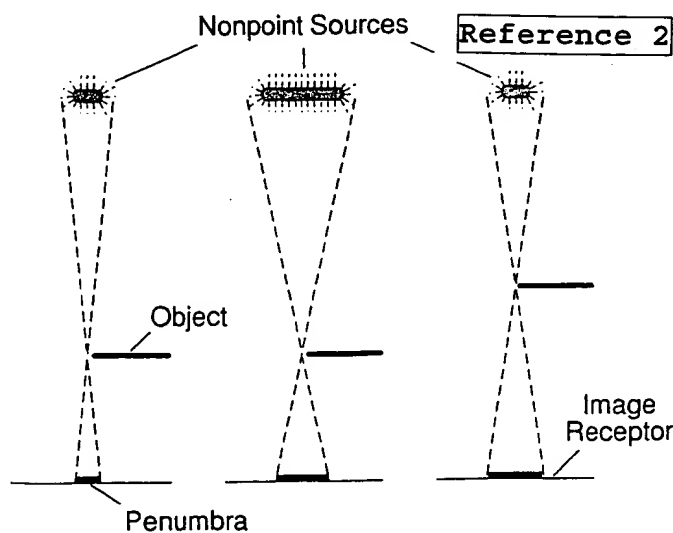 Nonpoint Sources
Reference 2
Object
Image
Receptor
Penumbra